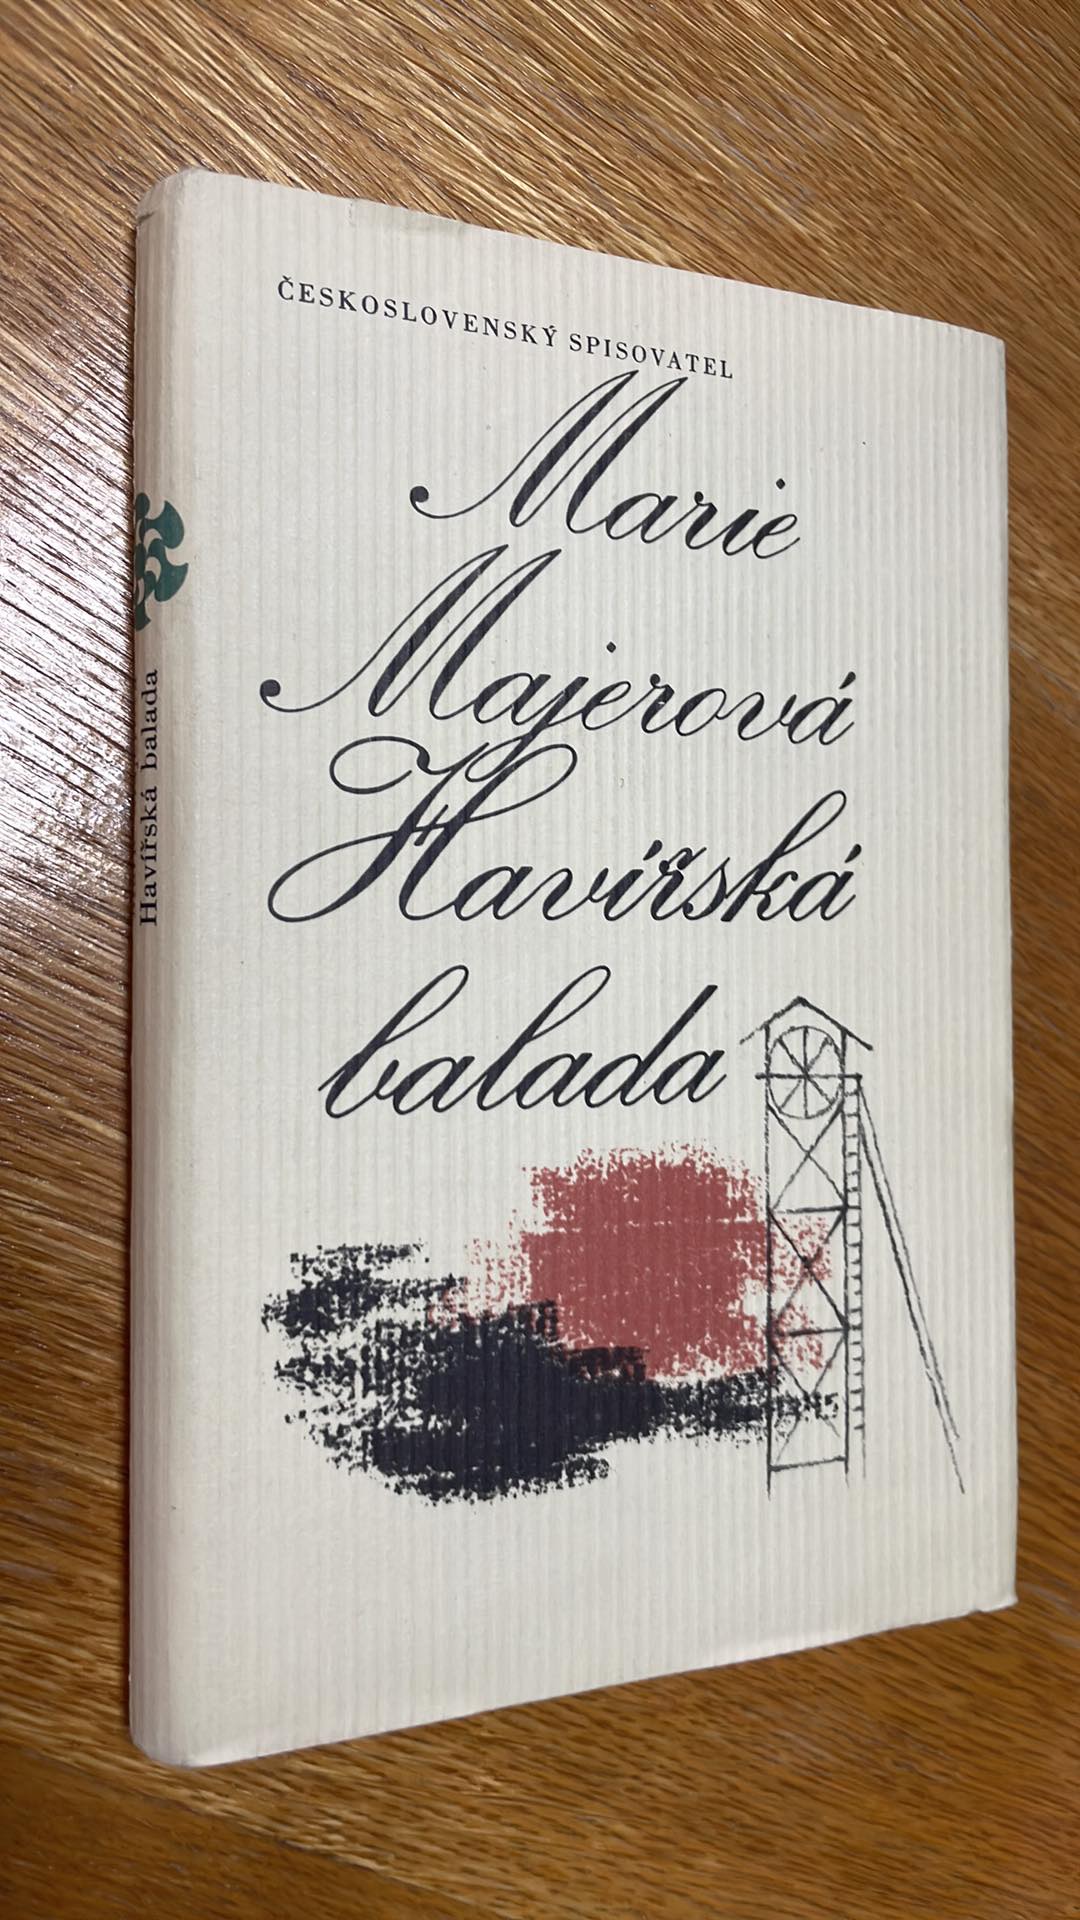 ČESKOSLOVENSKÝ SPISOVATEL
Marie
Majerová
Havířská
balada
Havířská balada